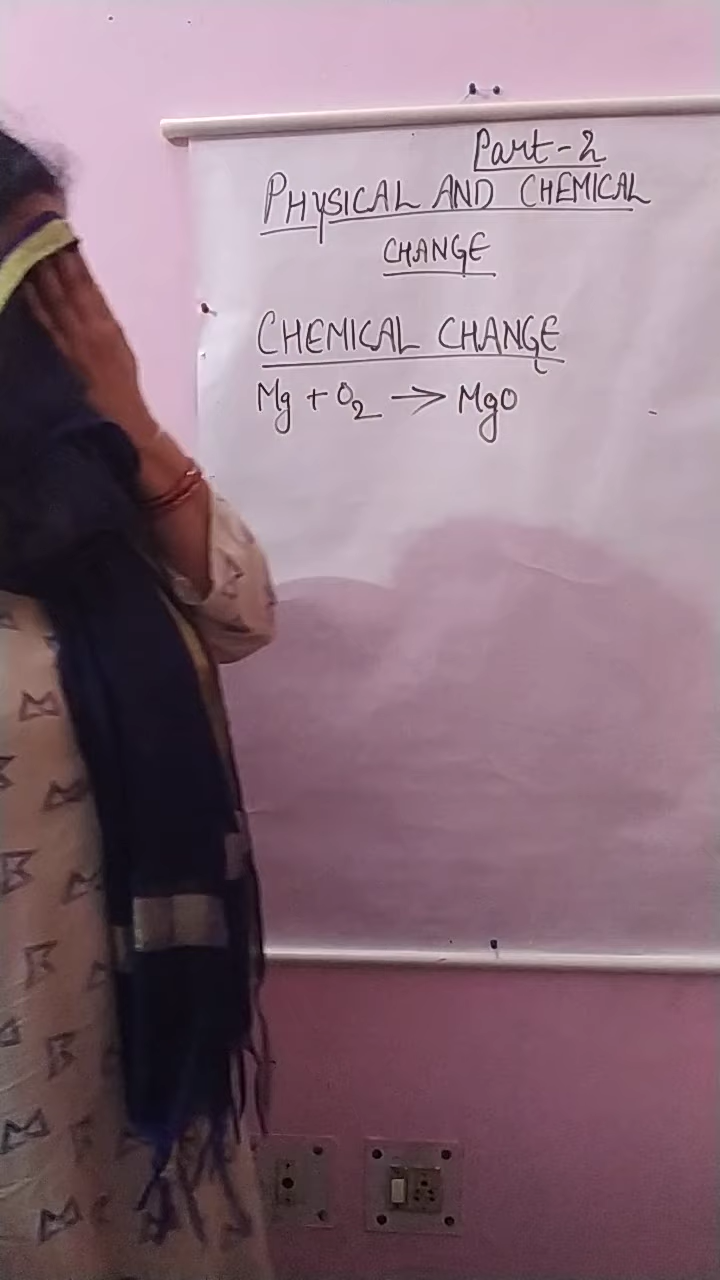 Part-2
PHYSICAL AND CHEMICAL
CHANGE
CHEMICAL CHANGE
Mg + O₂ → MgO